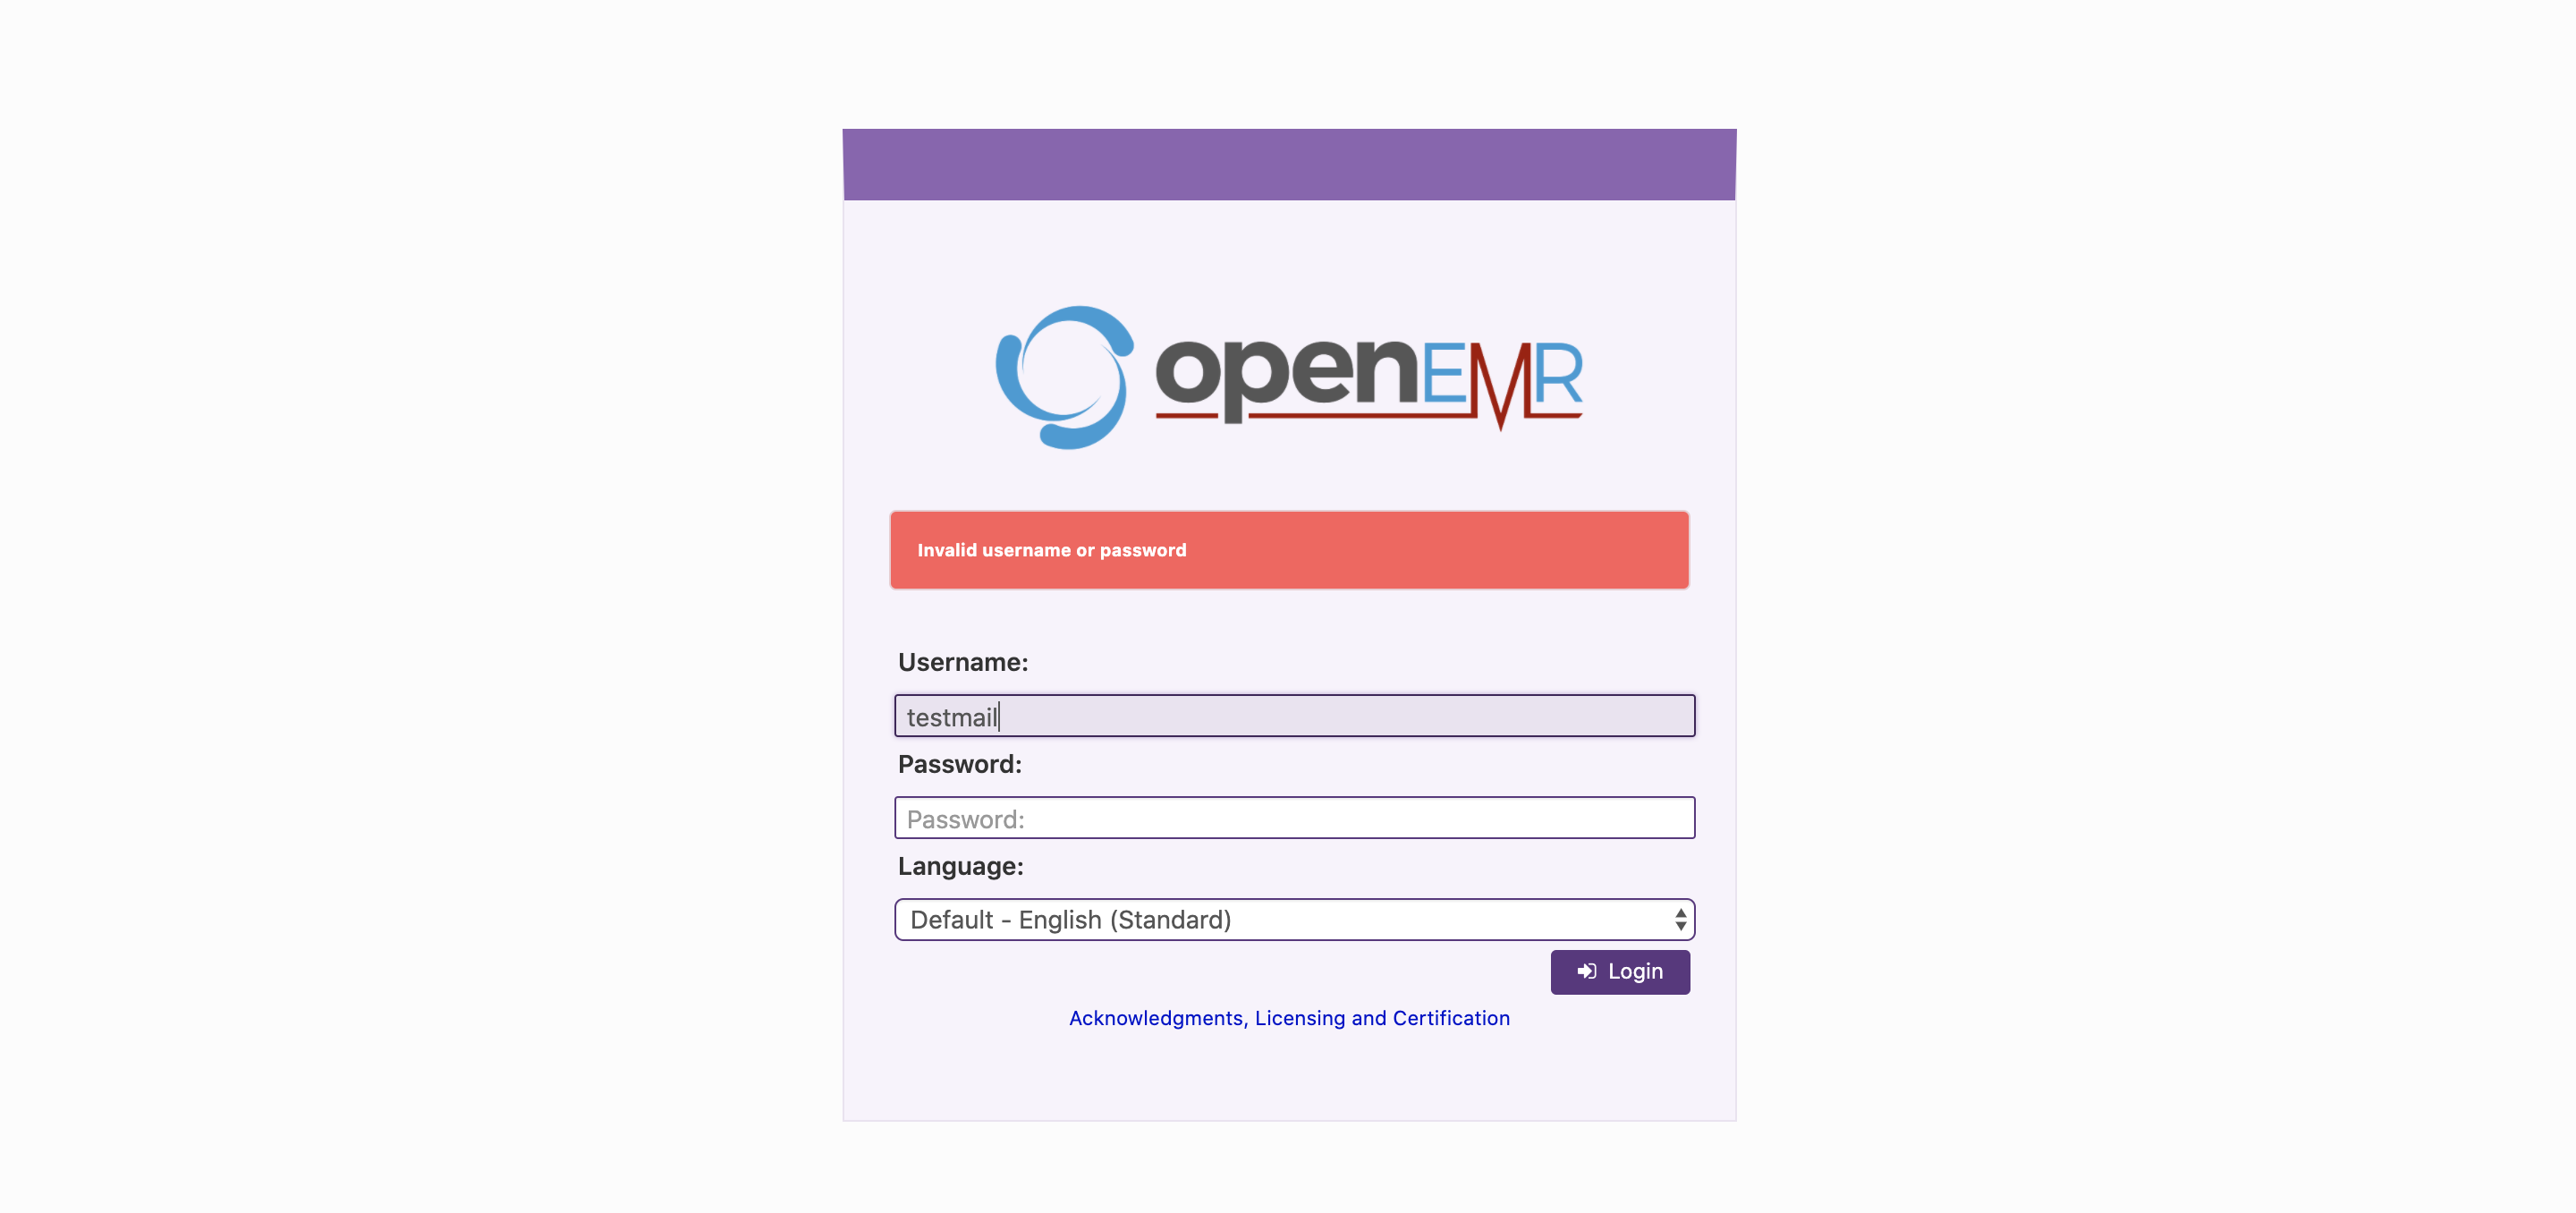 openEMR
Invalid username or password
Username:
testmail
Password:
Password:
Language:
Default - English (Standard)
Login
Acknowledgments, Licensing and Certification